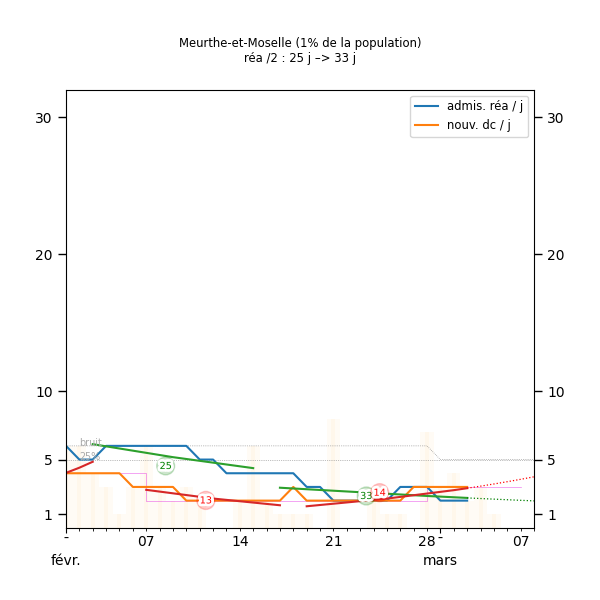 Meurthe-et-Moselle (1% de la population)
réa /2 : 25 j –> 33 j
admis. réa / j
nouv. dc / j
30
30
20
20
10
10
bruit
5
25%
5
25
14
33
13
1
1
- 07 14 21 28 - 07
févr. mars